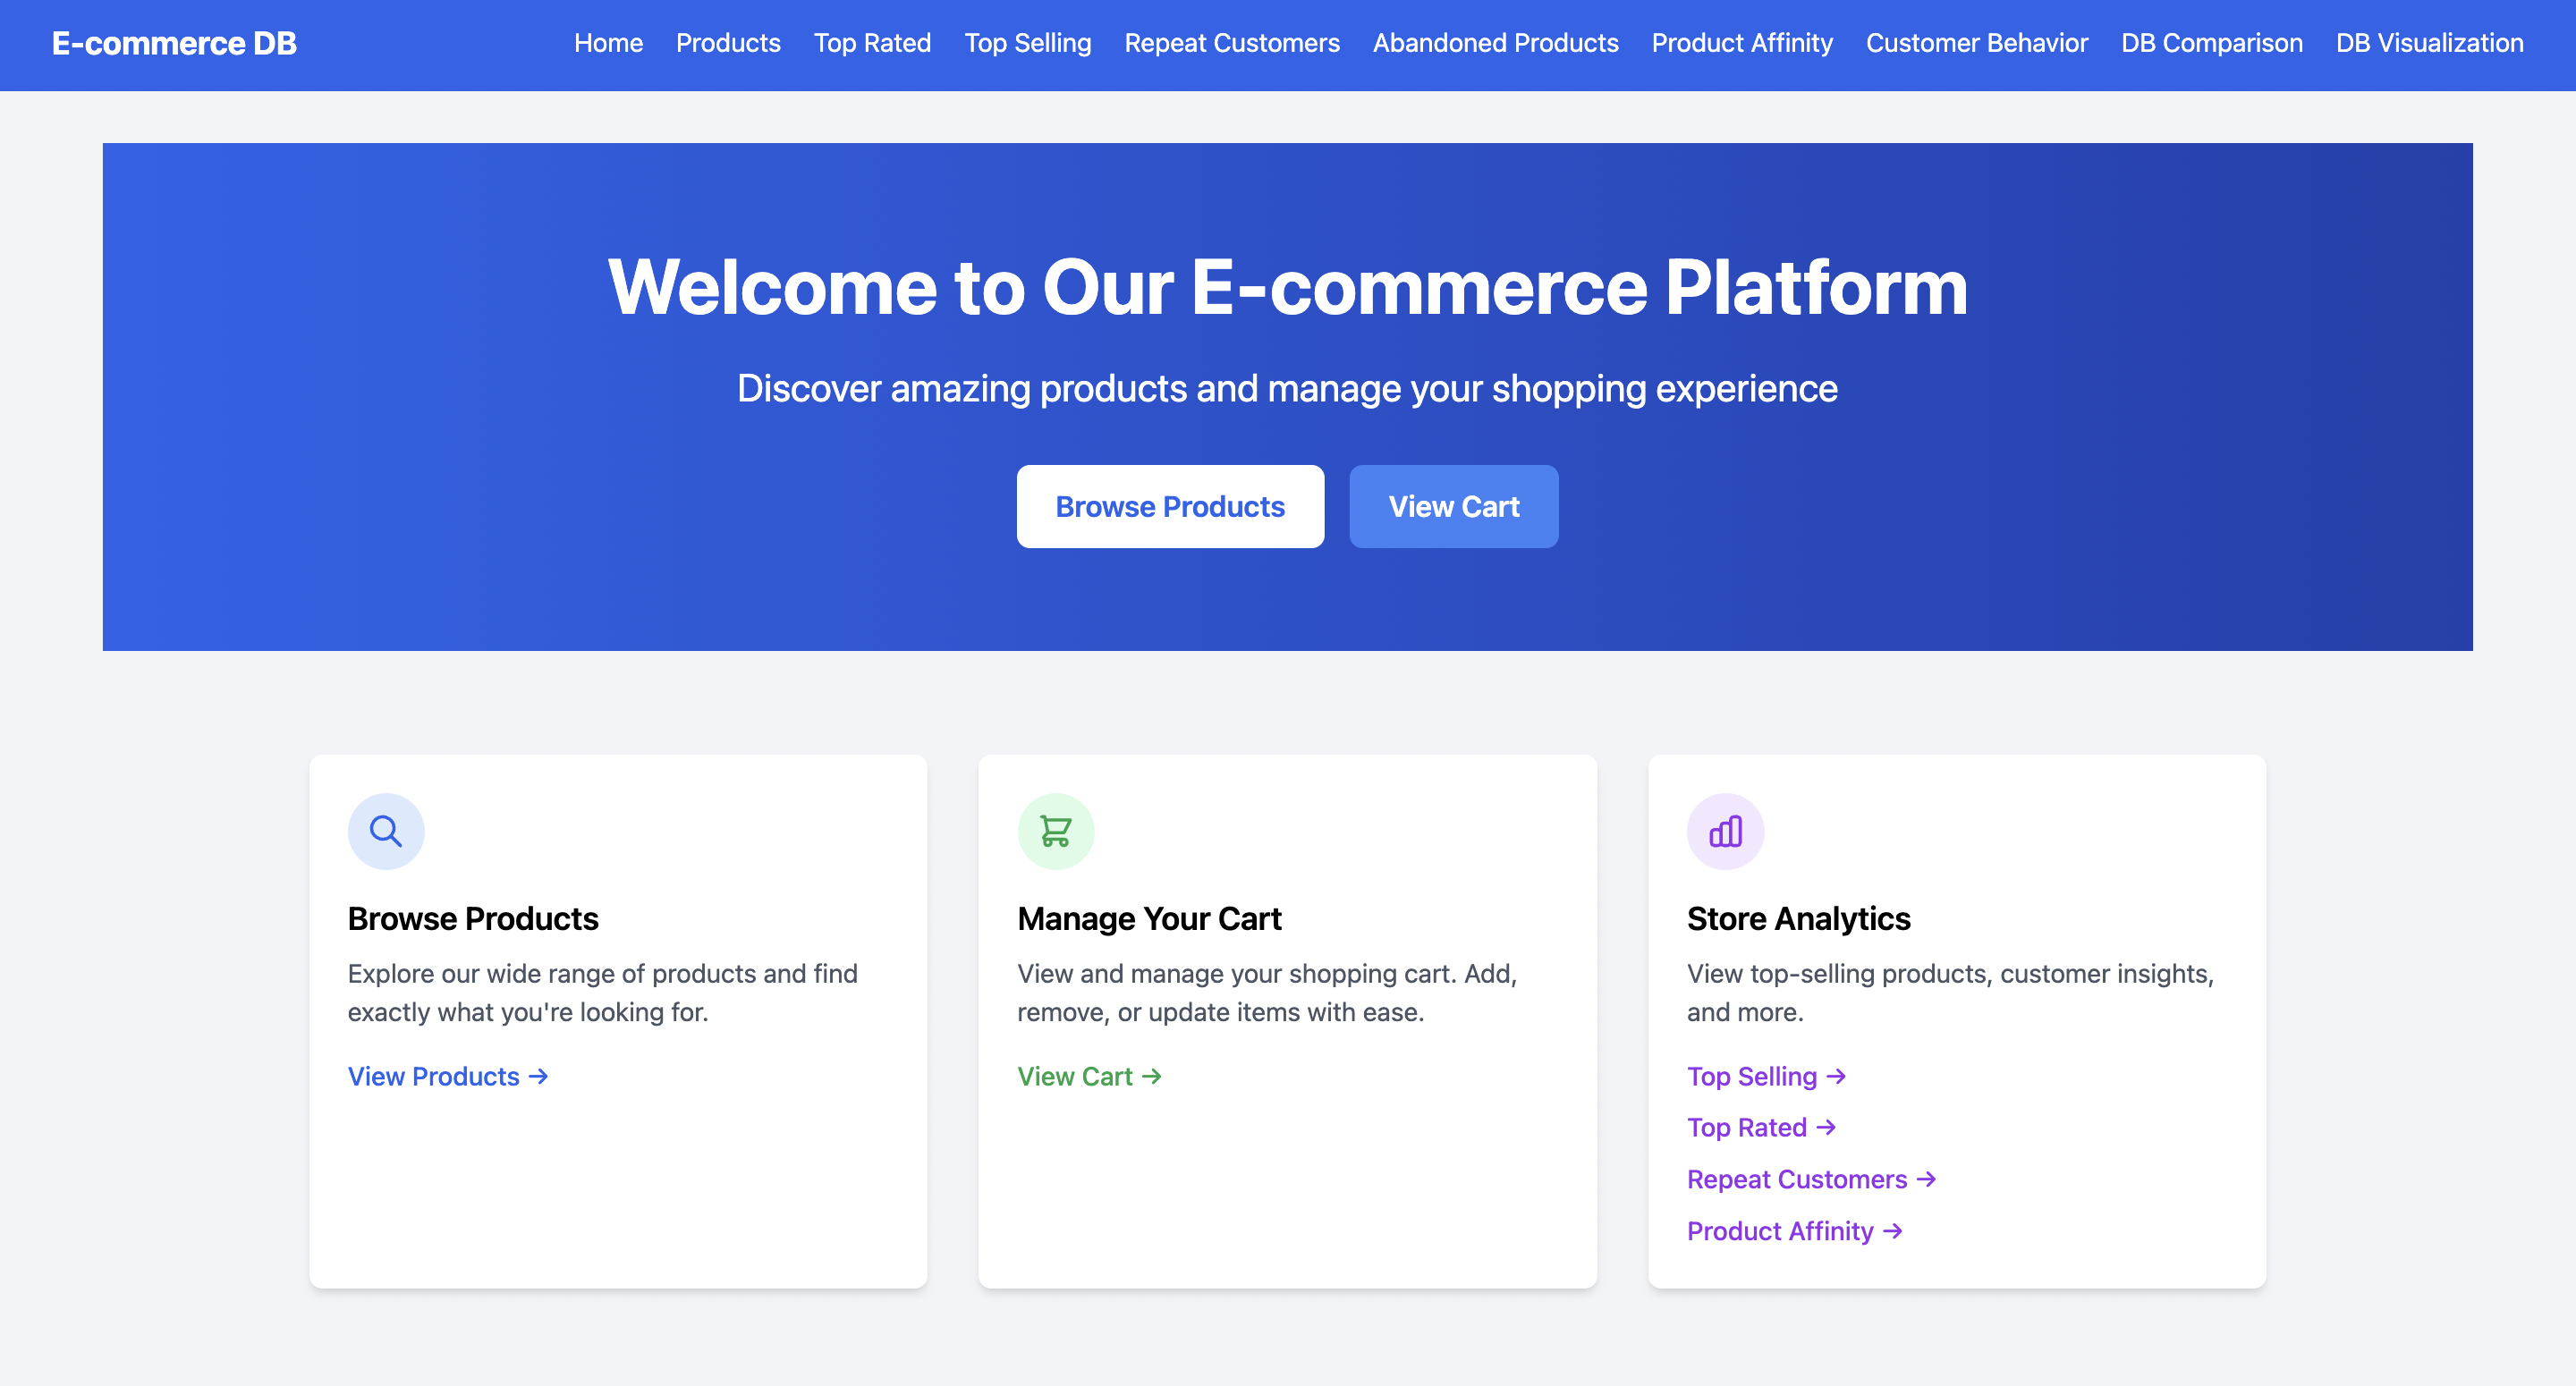 E-commerce DB
Home Products Top Rated Top Selling Repeat Customers Abandoned Products Product Affinity Customer Behavior DB Comparison DB Visualization
Welcome to Our E-commerce Platform
Discover amazing products and manage your shopping experience
Browse Products View Cart
Browse Products
Explore our wide range of products and find
exactly what you're looking for.
View Products →
Manage Your Cart
View and manage your shopping cart. Add,
remove, or update items with ease.
View Cart →
Store Analytics
View top-selling products, customer insights,
and more.
Top Selling →
Top Rated →
Repeat Customers →
Product Affinity →